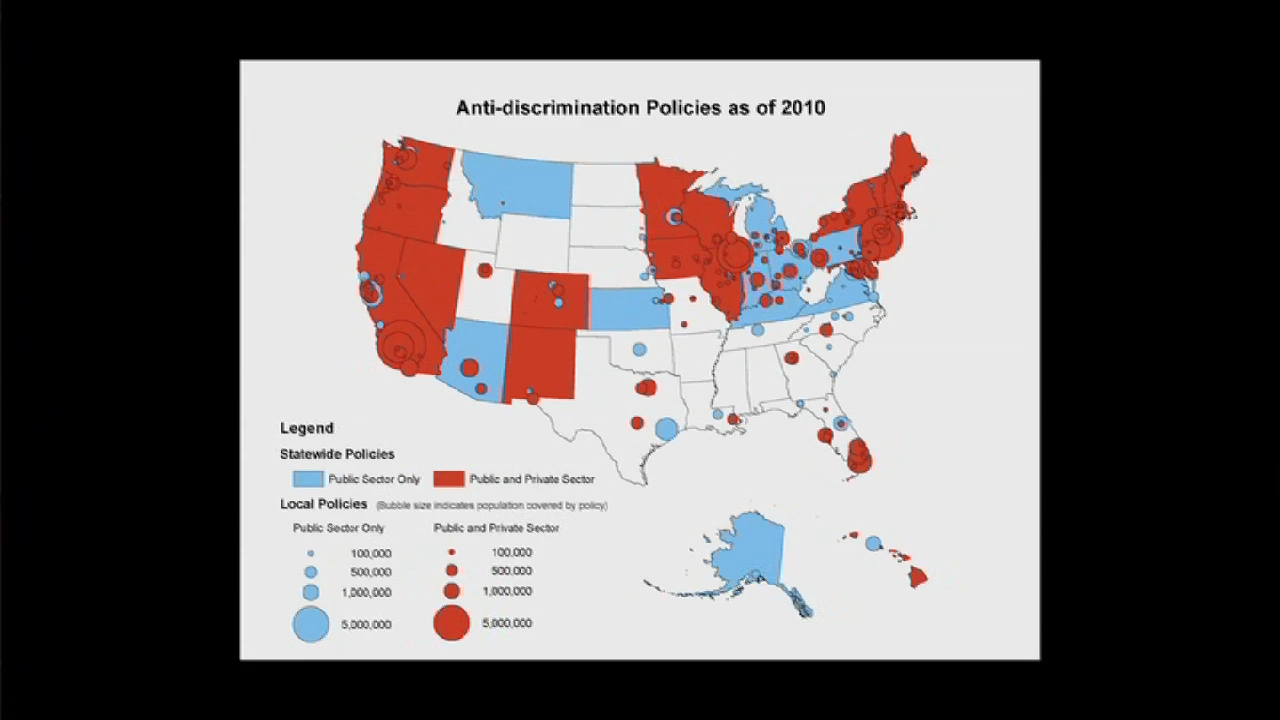 Anti-discrimination Policies as of 2010
Legend
Statewide Policies
Public Sector Only
Public and Private Sector
Local Policies (Bubble size indicates population covered by policy)
Public Sector Only
Public and Private Sector
100,000
100,000
500,000
500,000
1,000,000
1,000,000
5,000,000
5,000,000